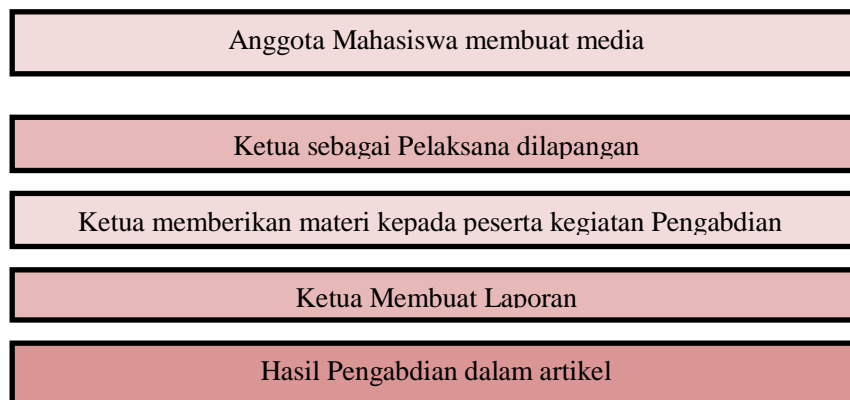 Anggota Mahasiswa membuat media
Ketua sebagai Pelaksana dilapangan
Ketua memberikan materi kepada peserta kegiatan Pengabdian
Ketua Membuat Laporan
Hasil Pengabdian dalam artikel